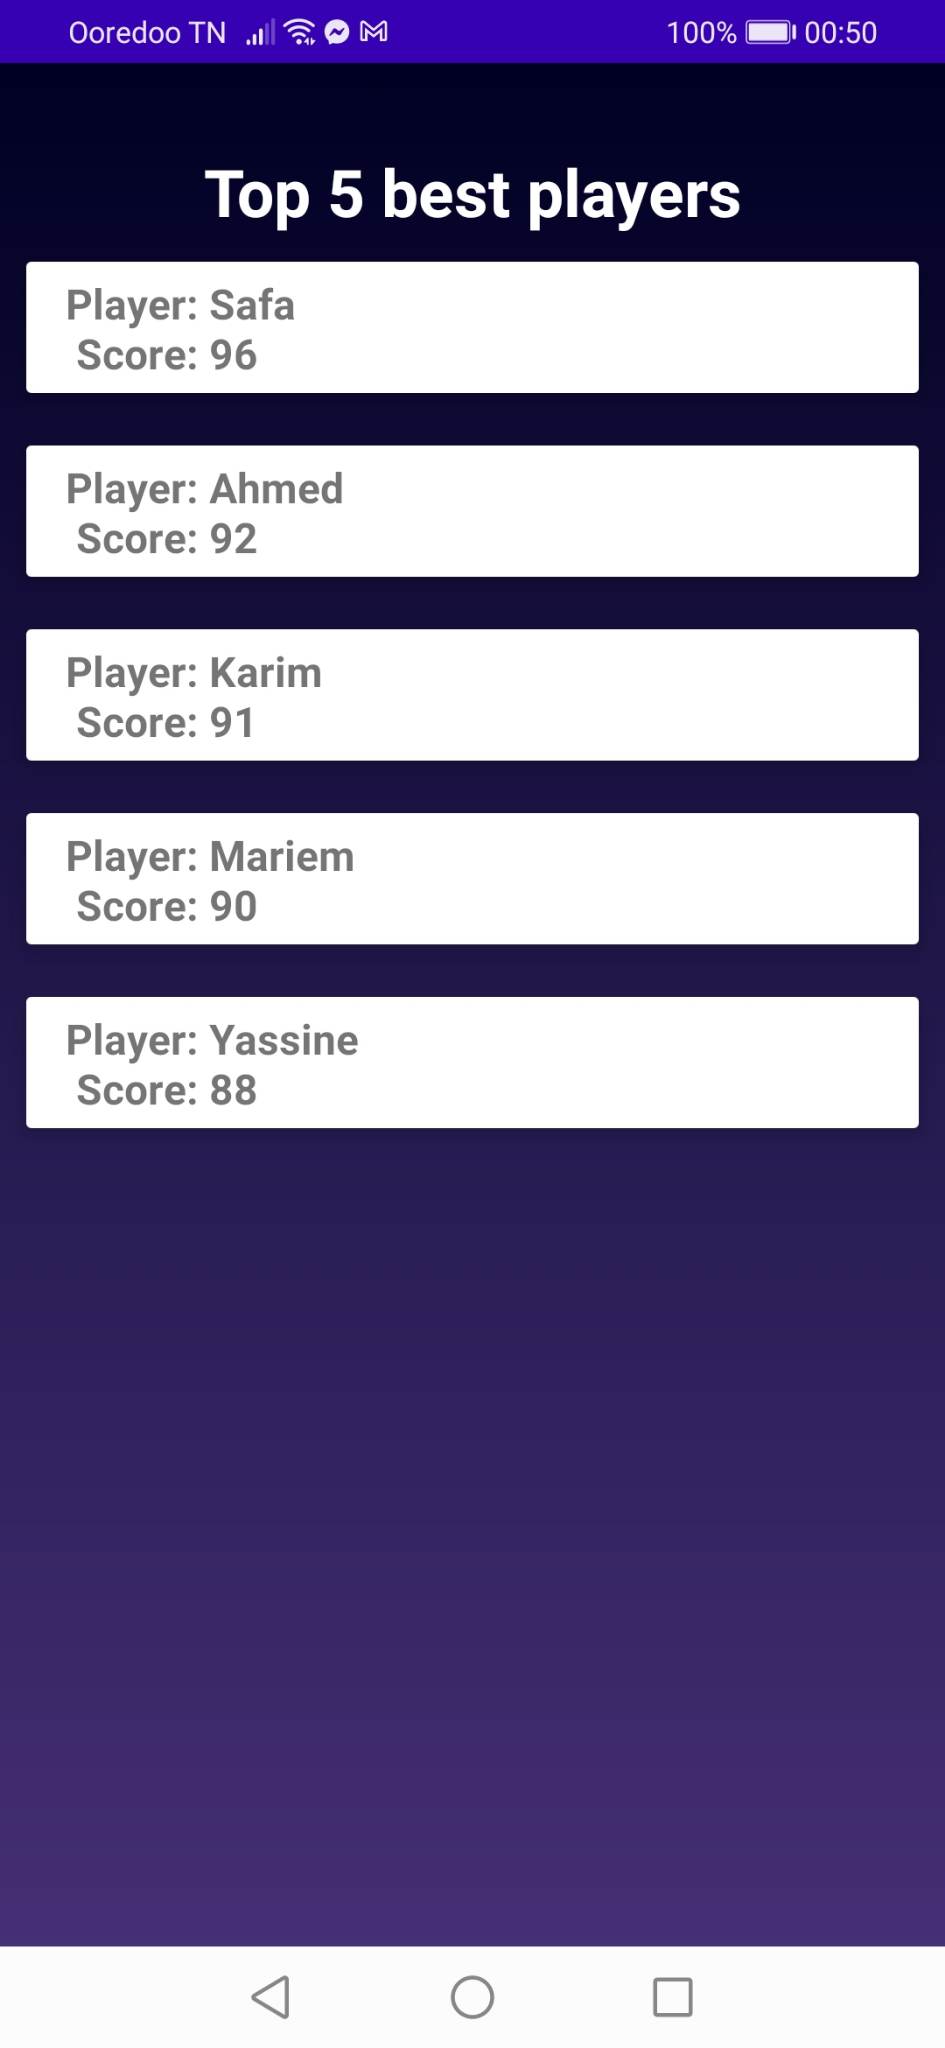 Ooredoo TN 100% 00:50
Top 5 best players
Player: Safa
Score: 96
Player: Ahmed
Score: 92
Player: Karim
Score: 91
Player: Mariem
Score: 90
Player: Yassine
Score: 88